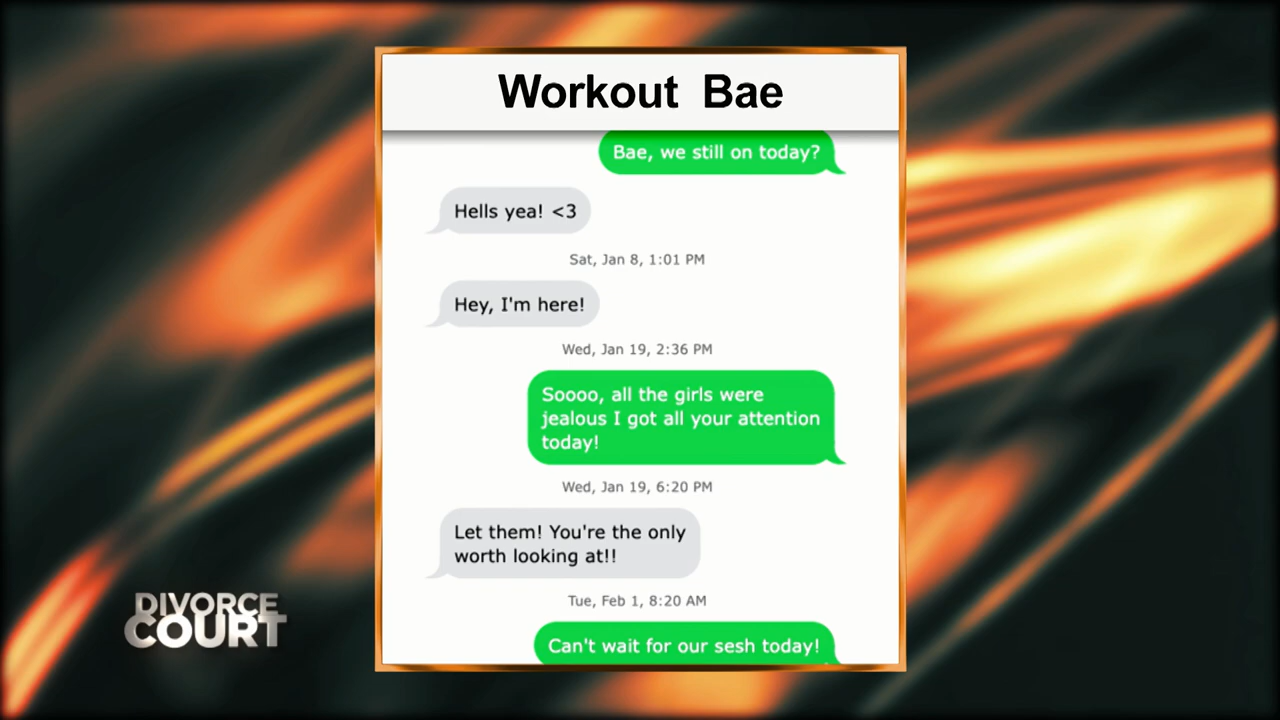 Workout Bae
Bae, we still on today?
Hells yea! <3
Sat, Jan 8, 1:01 PM
Hey, I'm here!
Wed, Jan 19, 2:36 PM
Soooo, all the girls were
jealous I got all your attention
today!
Wed, Jan 19, 6:20 PM
Let them! You're the only
worth looking at!!
Tue, Feb 1, 8:20 AM
Can't wait for our sesh today!
DIVORCE
COURT